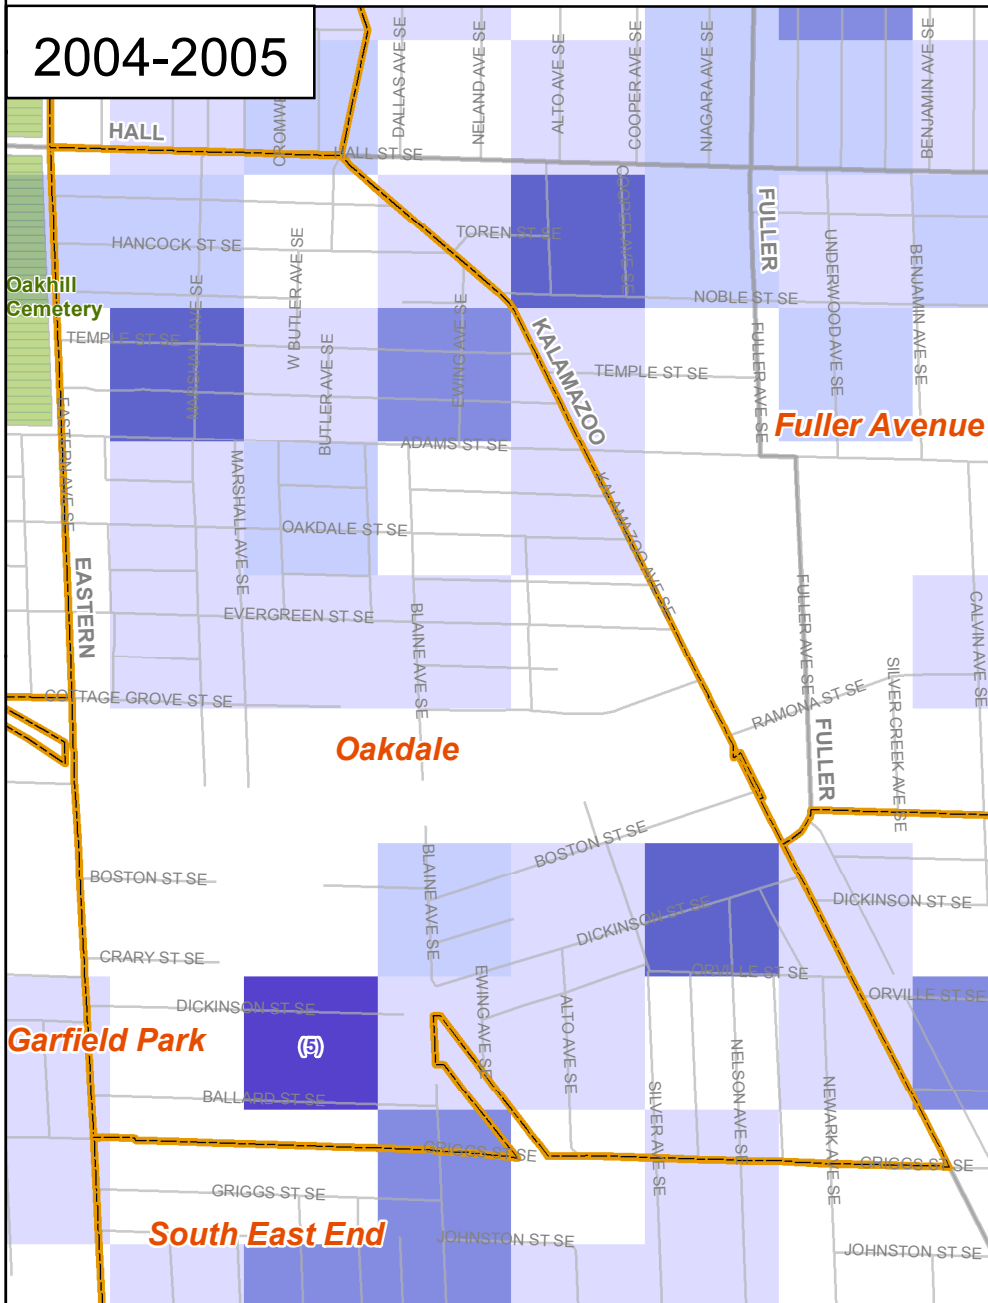 2004-2005
DALLAS AVE SE
NELAND AVE SE
ALTO AVE SE
COOPER AVE SE
NIAGARA AVE SE
BENJAMIN AVE SE
HALL
HALL ST SE
COOPER AVE SE
FULLER
TOREN ST SE
HANCOCK ST SE
W BUTLER AVE SE
UNDERWOOD AVE SE
BENJAMIN AVE SE
Oakhill
Cemetery
NOBLE ST SE
MARSHALL AVE SE
EWING AVE SE
TEMPLE ST SE
BUTLER AVE SE
KALAMAZOO
FULLER AVE SE
TEMPLE ST SE
EASTERN AVE SE
Fuller Avenue
ADAMS ST SE
MARSHALL AVE SE
KALAMAZOO AVE SE
OAKDALE ST SE
EASTERN
FULLER AVE SE
CALVIN AVE SE
EVERGREEN ST SE
BLAINE AVE SE
SILVER CREEK AVE SE
COTTAGE GROVE ST SE
RAMONA ST SE
FULLER
Oakdale
BOSTON ST SE
BLAINE AVE SE
BOSTON ST SE
DICKINSON ST SE
DICKINSON ST SE
CRARY ST SE
EWING AVE SE
ORVILLE ST SE
ORVILLE ST SE
ALTO AVE SE
DICKINSON ST SE
Garfield Park
(5)
NELSON AVE SE
SILVER AVE SE
NEWARK AVE SE
BALLARD ST SE
GRIGGS ST SE
GRIGGS ST SE
GRIGGS ST SE
South East End
JOHNSTON ST SE
JOHNSTON ST SE